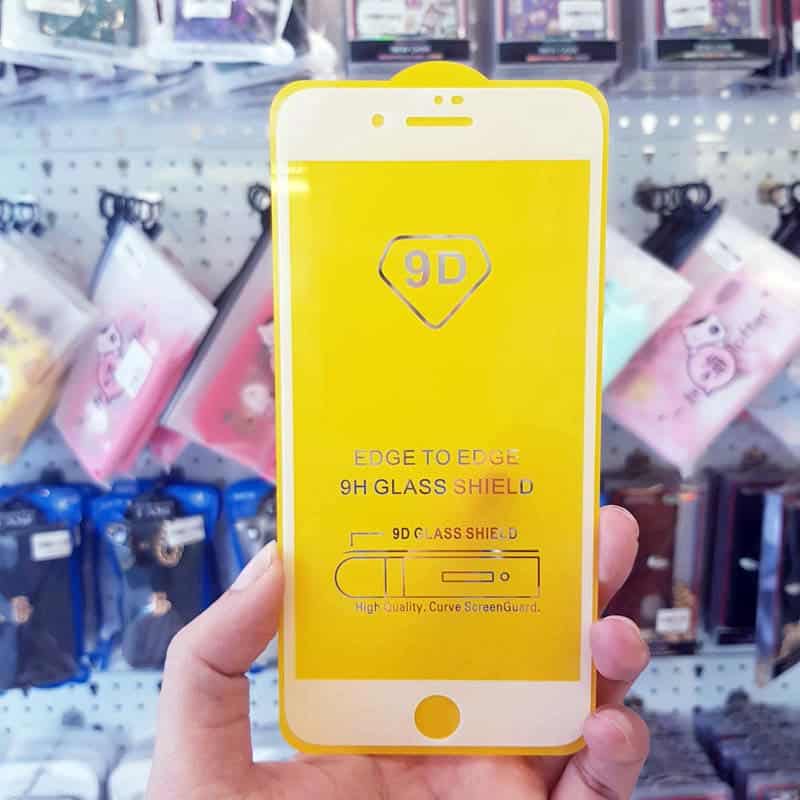 9D
EDGE TO EDGE
9H GLASS SHIELD
9D GLASS SHIELD
High Quality. Curve ScreenGuard.